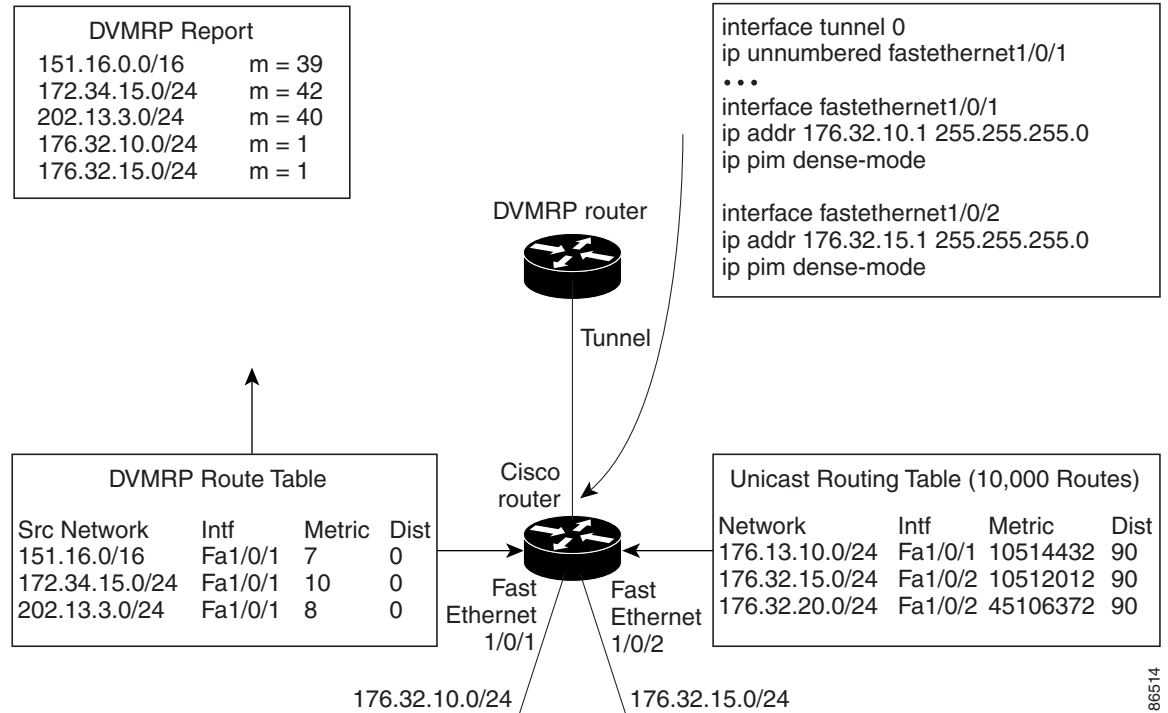 DVMRP Report
151.16.0.0/16 m = 39
172.34.15.0/24 m = 42
202.13.3.0/24 m = 40
176.32.10.0/24 m = 1
176.32.15.0/24 m = 1
interface tunnel 0
ip unnumbered fastethernet1/0/1
• • •
interface fastethernet1/0/1
ip addr 176.32.10.1 255.255.255.0
ip pim dense-mode
interface fastethernet1/0/2
ip addr 176.32.15.1 255.255.255.0
ip pim dense-mode
DVMRP router
Tunnel
Cisco
router
DVMRP Route Table
Src Network Intf Metric Dist
151.16.0/16 Fa1/0/1 7 0
172.34.15.0/24 Fa1/0/1 10 0
202.13.3.0/24 Fa1/0/1 8 0
Unicast Routing Table (10,000 Routes)
Network Intf Metric Dist
176.13.10.0/24 Fa1/0/1 10514432 90
176.32.15.0/24 Fa1/0/2 10512012 90
176.32.20.0/24 Fa1/0/2 45106372 90
Fast
Ethernet
1/0/1
Fast
Ethernet
1/0/2
176.32.10.0/24
176.32.15.0/24
86514